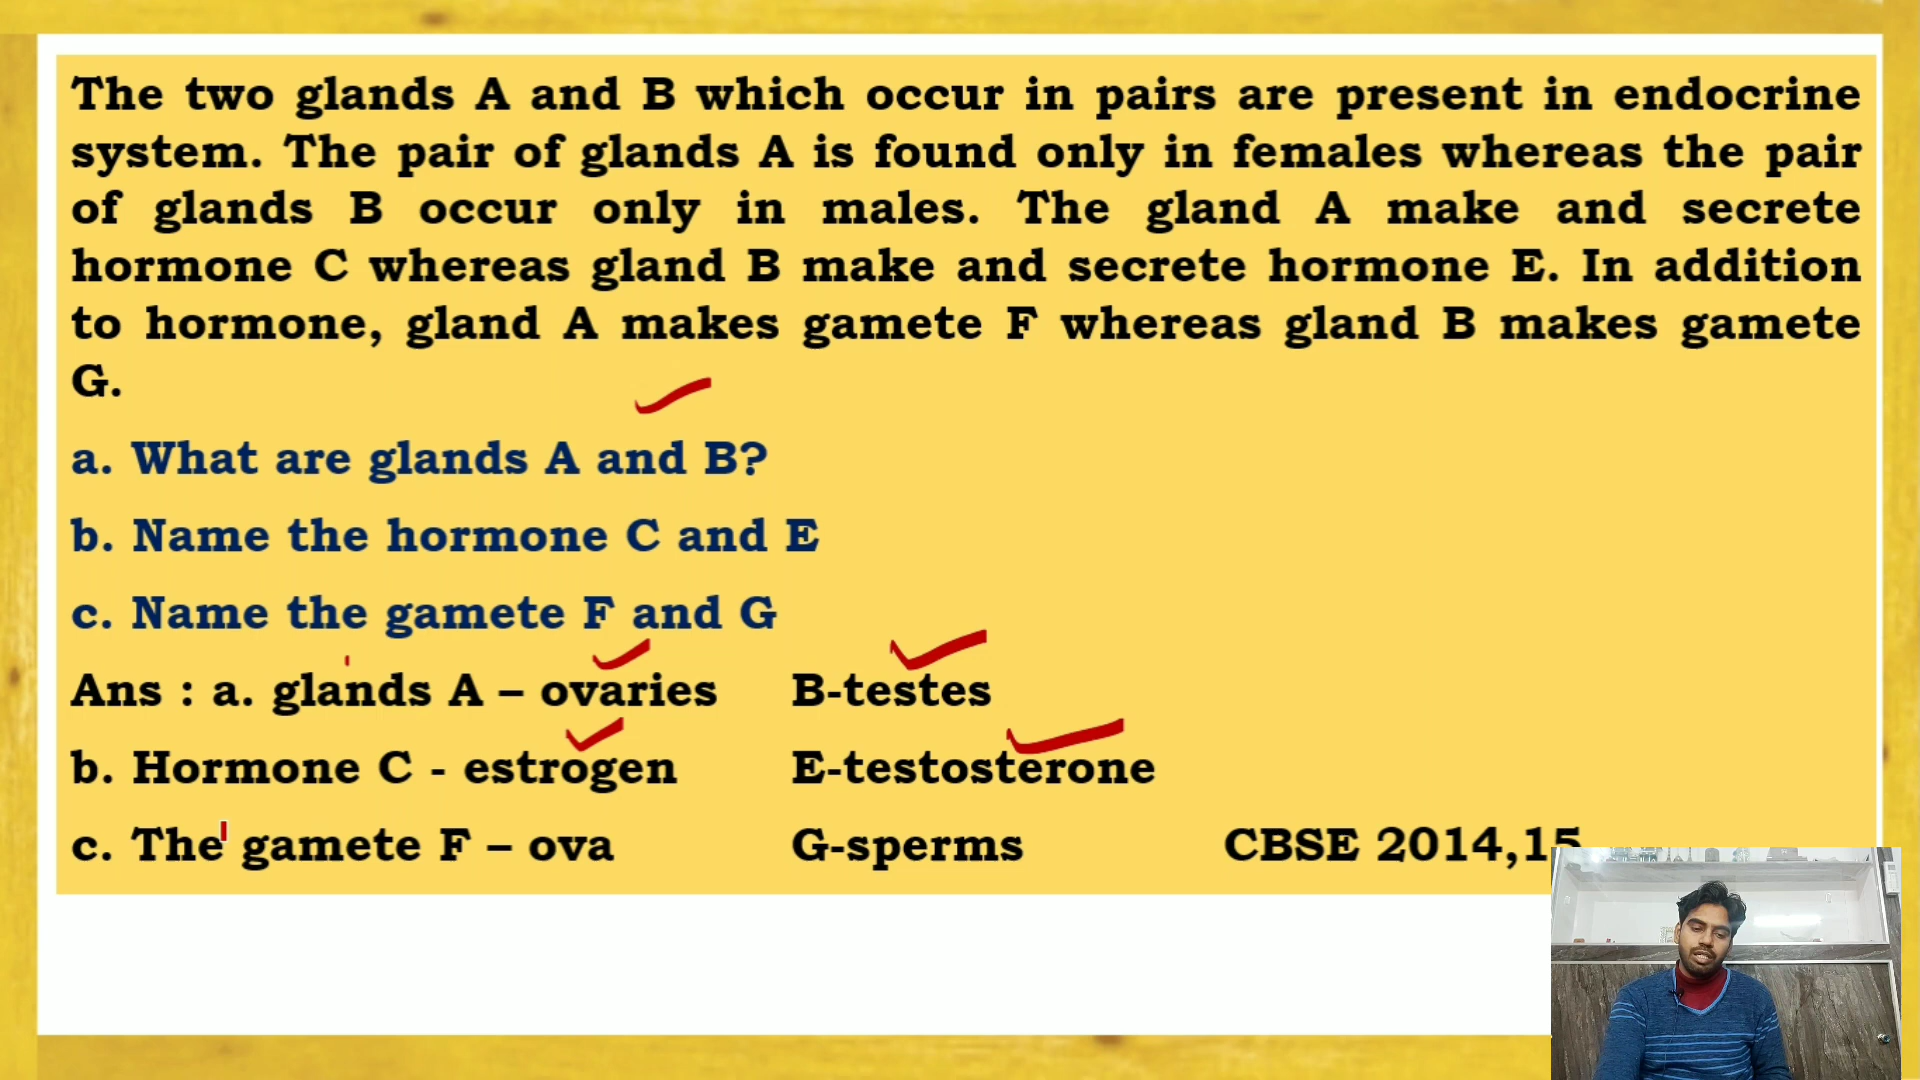 The two glands A and B which occur in pairs are present in endocrine
system. The pair of glands A is found only in females whereas the pair
of glands B occur only in males. The gland A make and secrete
hormone C whereas gland B make and secrete hormone E. In addition
to hormone, gland A makes gamete F whereas gland B makes gamete
G.
a. What are glands A and B?
b. Name the hormone C and E
c. Name the gamete F and G
Ans : a. glands A – ovaries B-testes
b. Hormone C - estrogen E-testosterone
c. The gamete F – ova G-sperms CBSE 2014,15